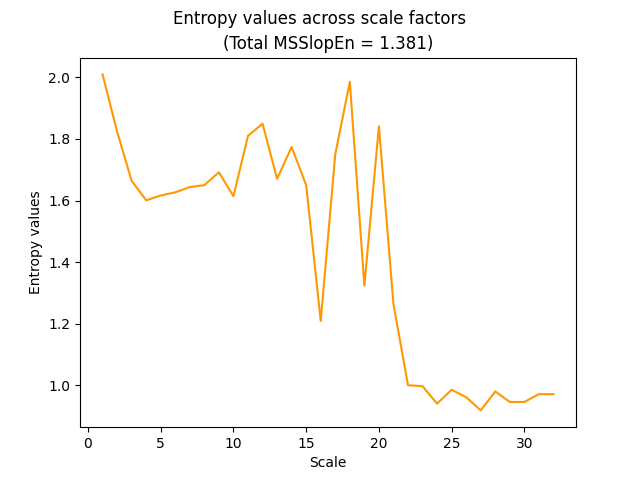 Entropy values across scale factors
(Total MSSlopEn = 1.381)
2.0
1.8
1.6
1.4
1.2
1.0
Entropy values
0 5 10 15 20 25 30
Scale